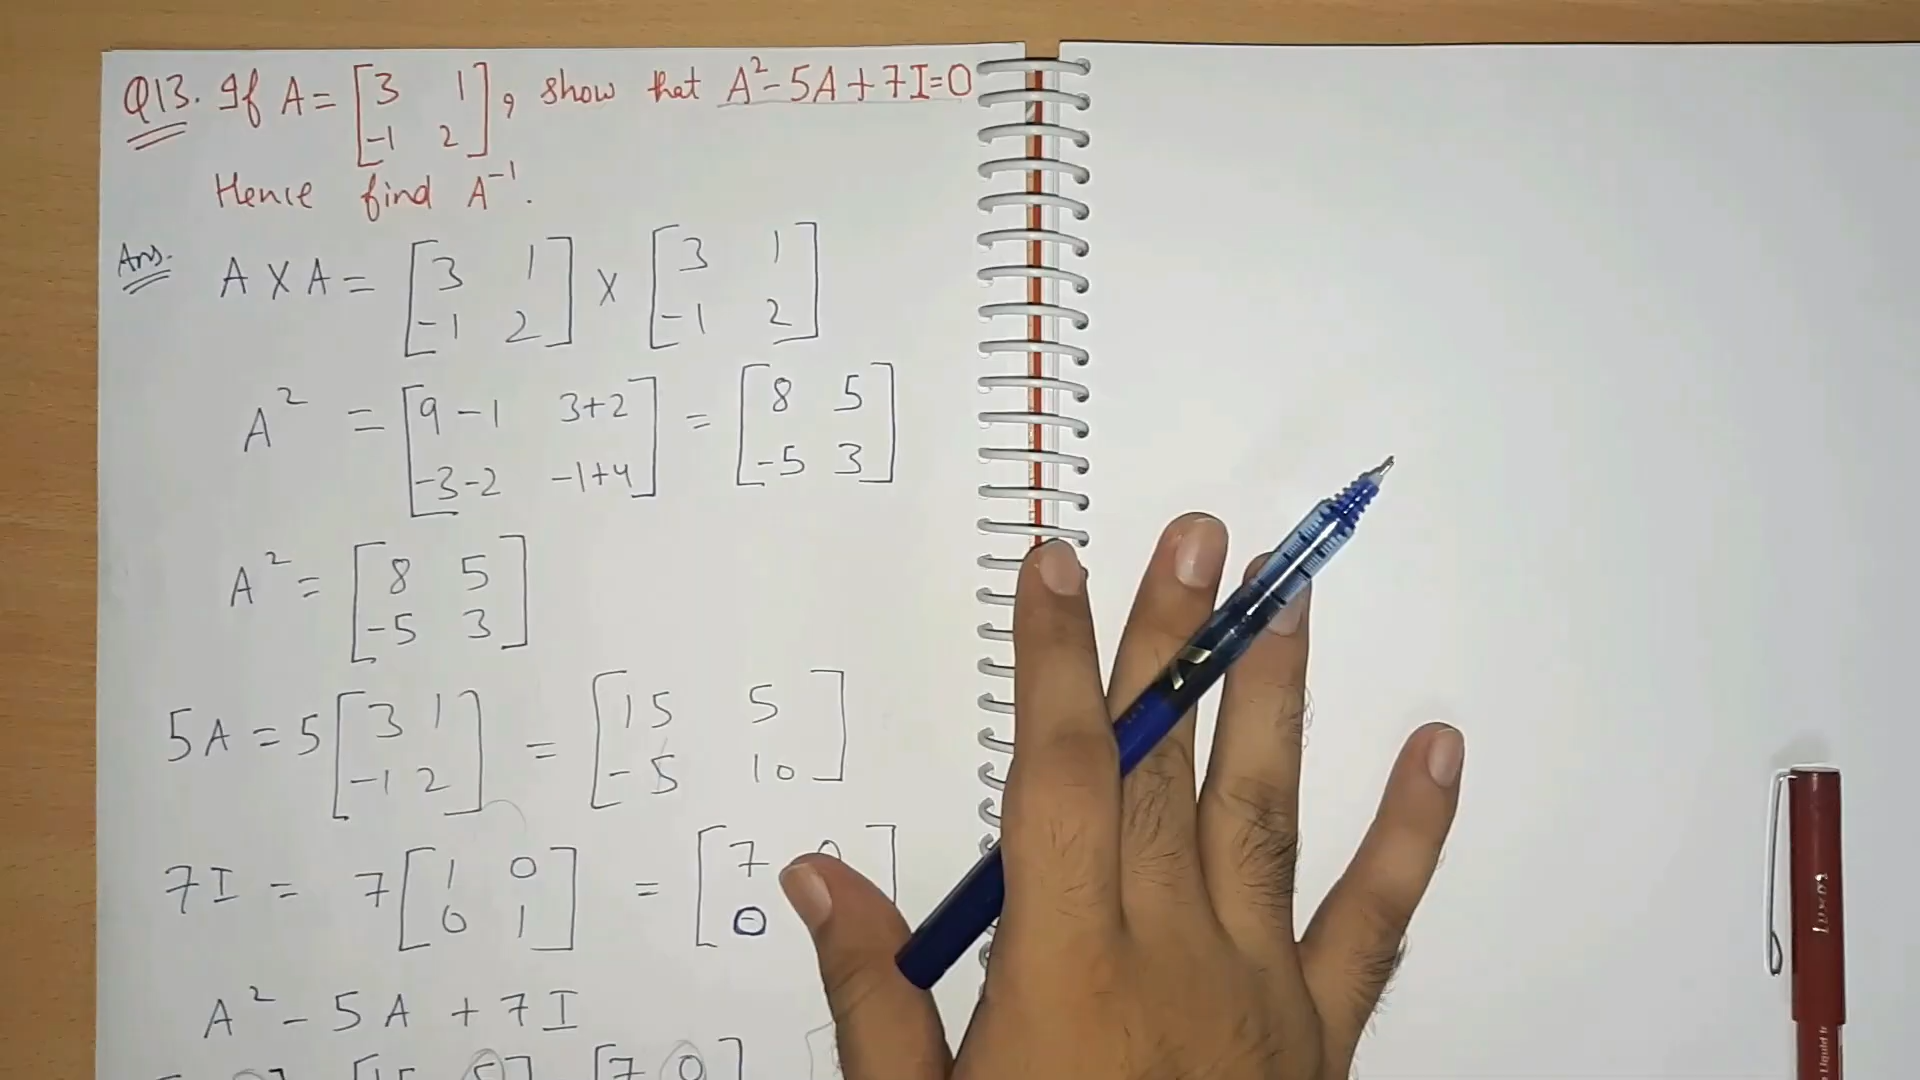 Q13. If A = [3 1 -1 2], show that A²-5A+7I=0
Hence find A⁻¹.
Ans. A X A = [3 1 -1 2] X [3 1 -1 2]
A² = [9-1 3+2 -3-2 -1+4] = [8 5 -5 3]
A² = [8 5 -5 3]
5A = 5 [3 1 -1 2] = [15 5 -5 10]
7I = 7 [1 0 0 1] = [7 0
A² - 5A + 7I
[7 0]
Luxor